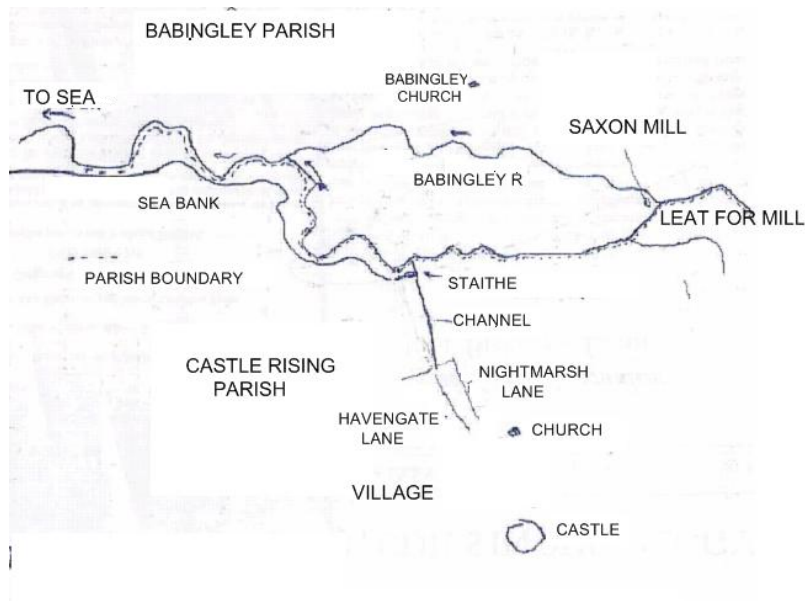 BABINGLEY PARISH
BABINGLEY
CHURCH
TO SEA
SAXON MILL
BABINGLEY R
SEA BANK
LEAT FOR MILL
PARISH BOUNDARY
STAITHE
CHANNEL
CASTLE RISING
PARISH
NIGHTMARSH
LANE
HAVENGATE
LANE
CHURCH
VILLAGE
CASTLE